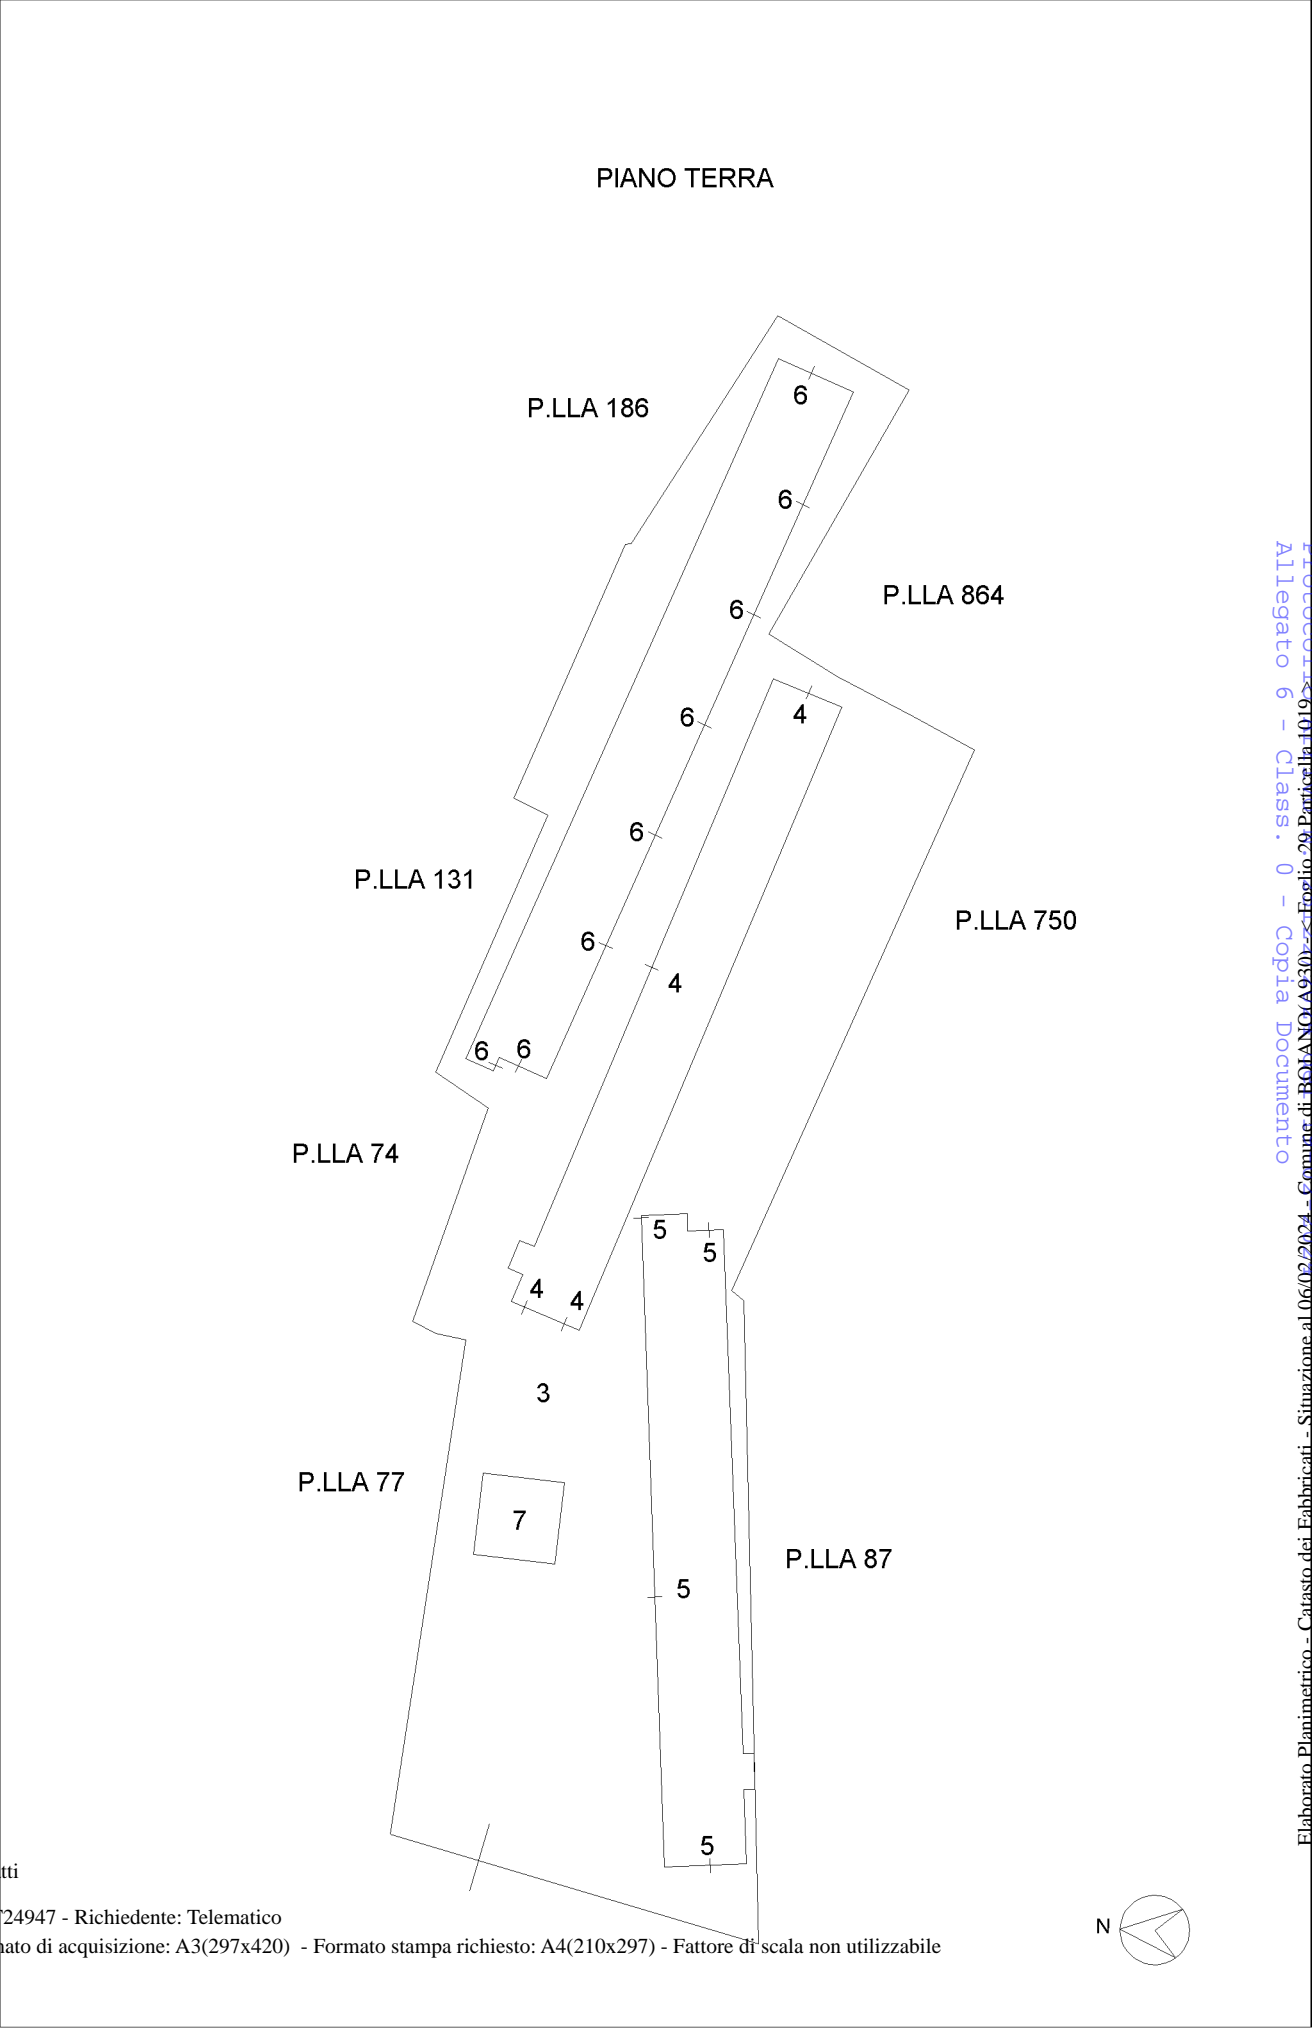 PIANO TERRA
6
P.LLA 186
6
P.LLA 864
6
4
6
6
P.LLA 131
P.LLA 750
6
4
6 6
P.LLA 74
5
5
4
4
3
P.LLA 77
7
P.LLA 87
5
5
tti
24947 - Richiedente: Telematico
ato di acquisizione: A3(297x420) - Formato stampa richiesto: A4(210x297) - Fattore di scala non utilizzabile
N
Allegato 6 - Class. 0 - Copia Documento
Elaborato Planimetrico - Catasto dei Fabbricati - Situazione al 06/02/2024 - Comune di BOJANO(A930) - < Foglio 29 Particella 1019 >